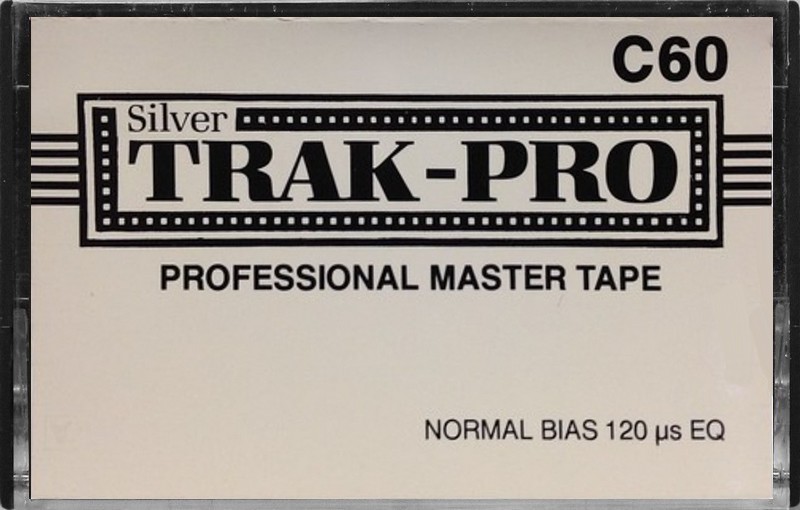 C60
Silver
TRAK-PRO
PROFESSIONAL MASTER TAPE
NORMAL BIAS 120 µs EQ